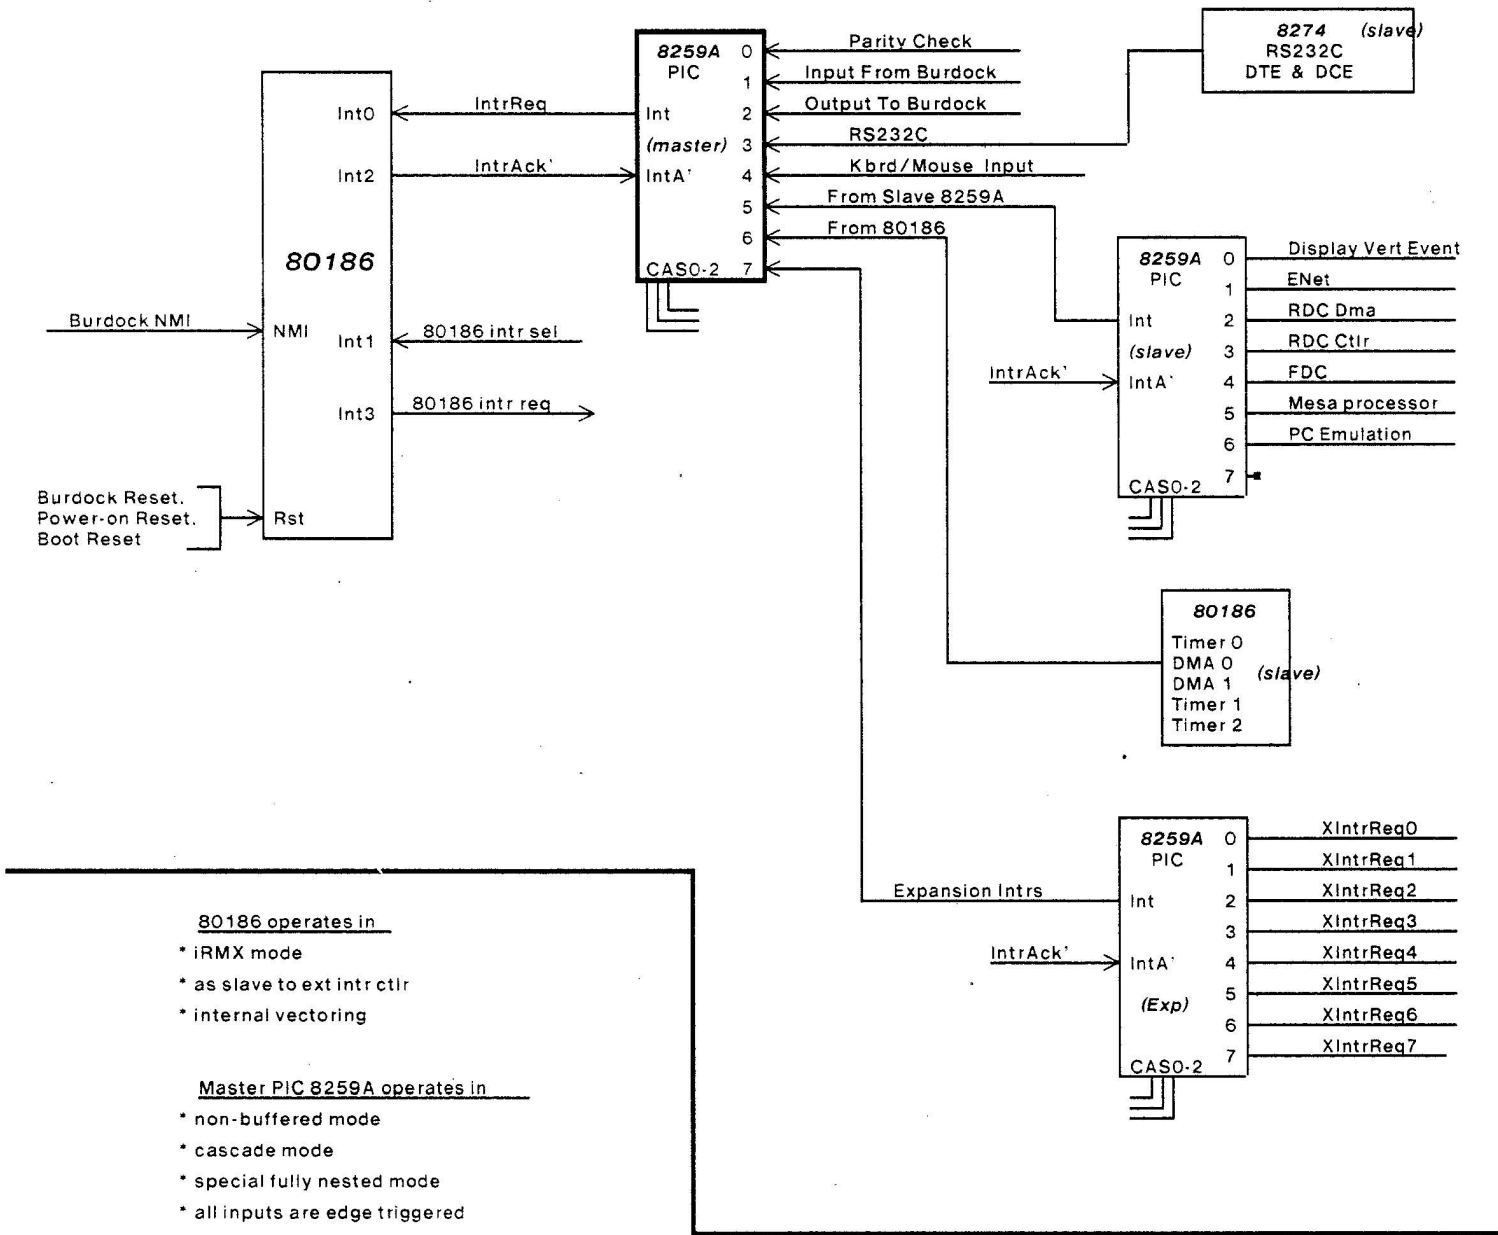 80186
Int0
Int2
NMI
Int1
Int3
Rst
IntrReq
IntrAck'
Burdock NMI
80186 intr sel
80186 intr req
Burdock Reset.
Power-on Reset.
Boot Reset
8259A
PIC
Int
(master)
IntA'
CAS0-2
0
1
2
3
4
5
6
7
Parity Check
Input From Burdock
Output To Burdock
RS232C
Kbrd/Mouse Input
From Slave 8259A
From 80186
8274 (slave)
RS232C
DTE & DCE
8259A
PIC
Int
(slave)
IntrAck'
IntA'
CAS0-2
0
1
2
3
4
5
6
7
Display Vert Event
ENet
RDC Dma
RDC Ctlr
FDC
Mesa processor
PC Emulation
80186
Timer 0
DMA 0
DMA 1
Timer 1
Timer 2
(slave)
8259A
PIC
Expansion Intrs
Int
IntrAck'
IntA'
(Exp)
CAS0-2
0
1
2
3
4
5
6
7
XIntrReq0
XIntrReq1
XIntrReq2
XIntrReq3
XIntrReq4
XIntrReq5
XIntrReq6
XIntrReq7
80186 operates in
* iRMX mode
* as slave to ext intr ctlr
* internal vectoring
Master PIC 8259A operates in
* non-buffered mode
* cascade mode
* special fully nested mode
* all inputs are edge triggered